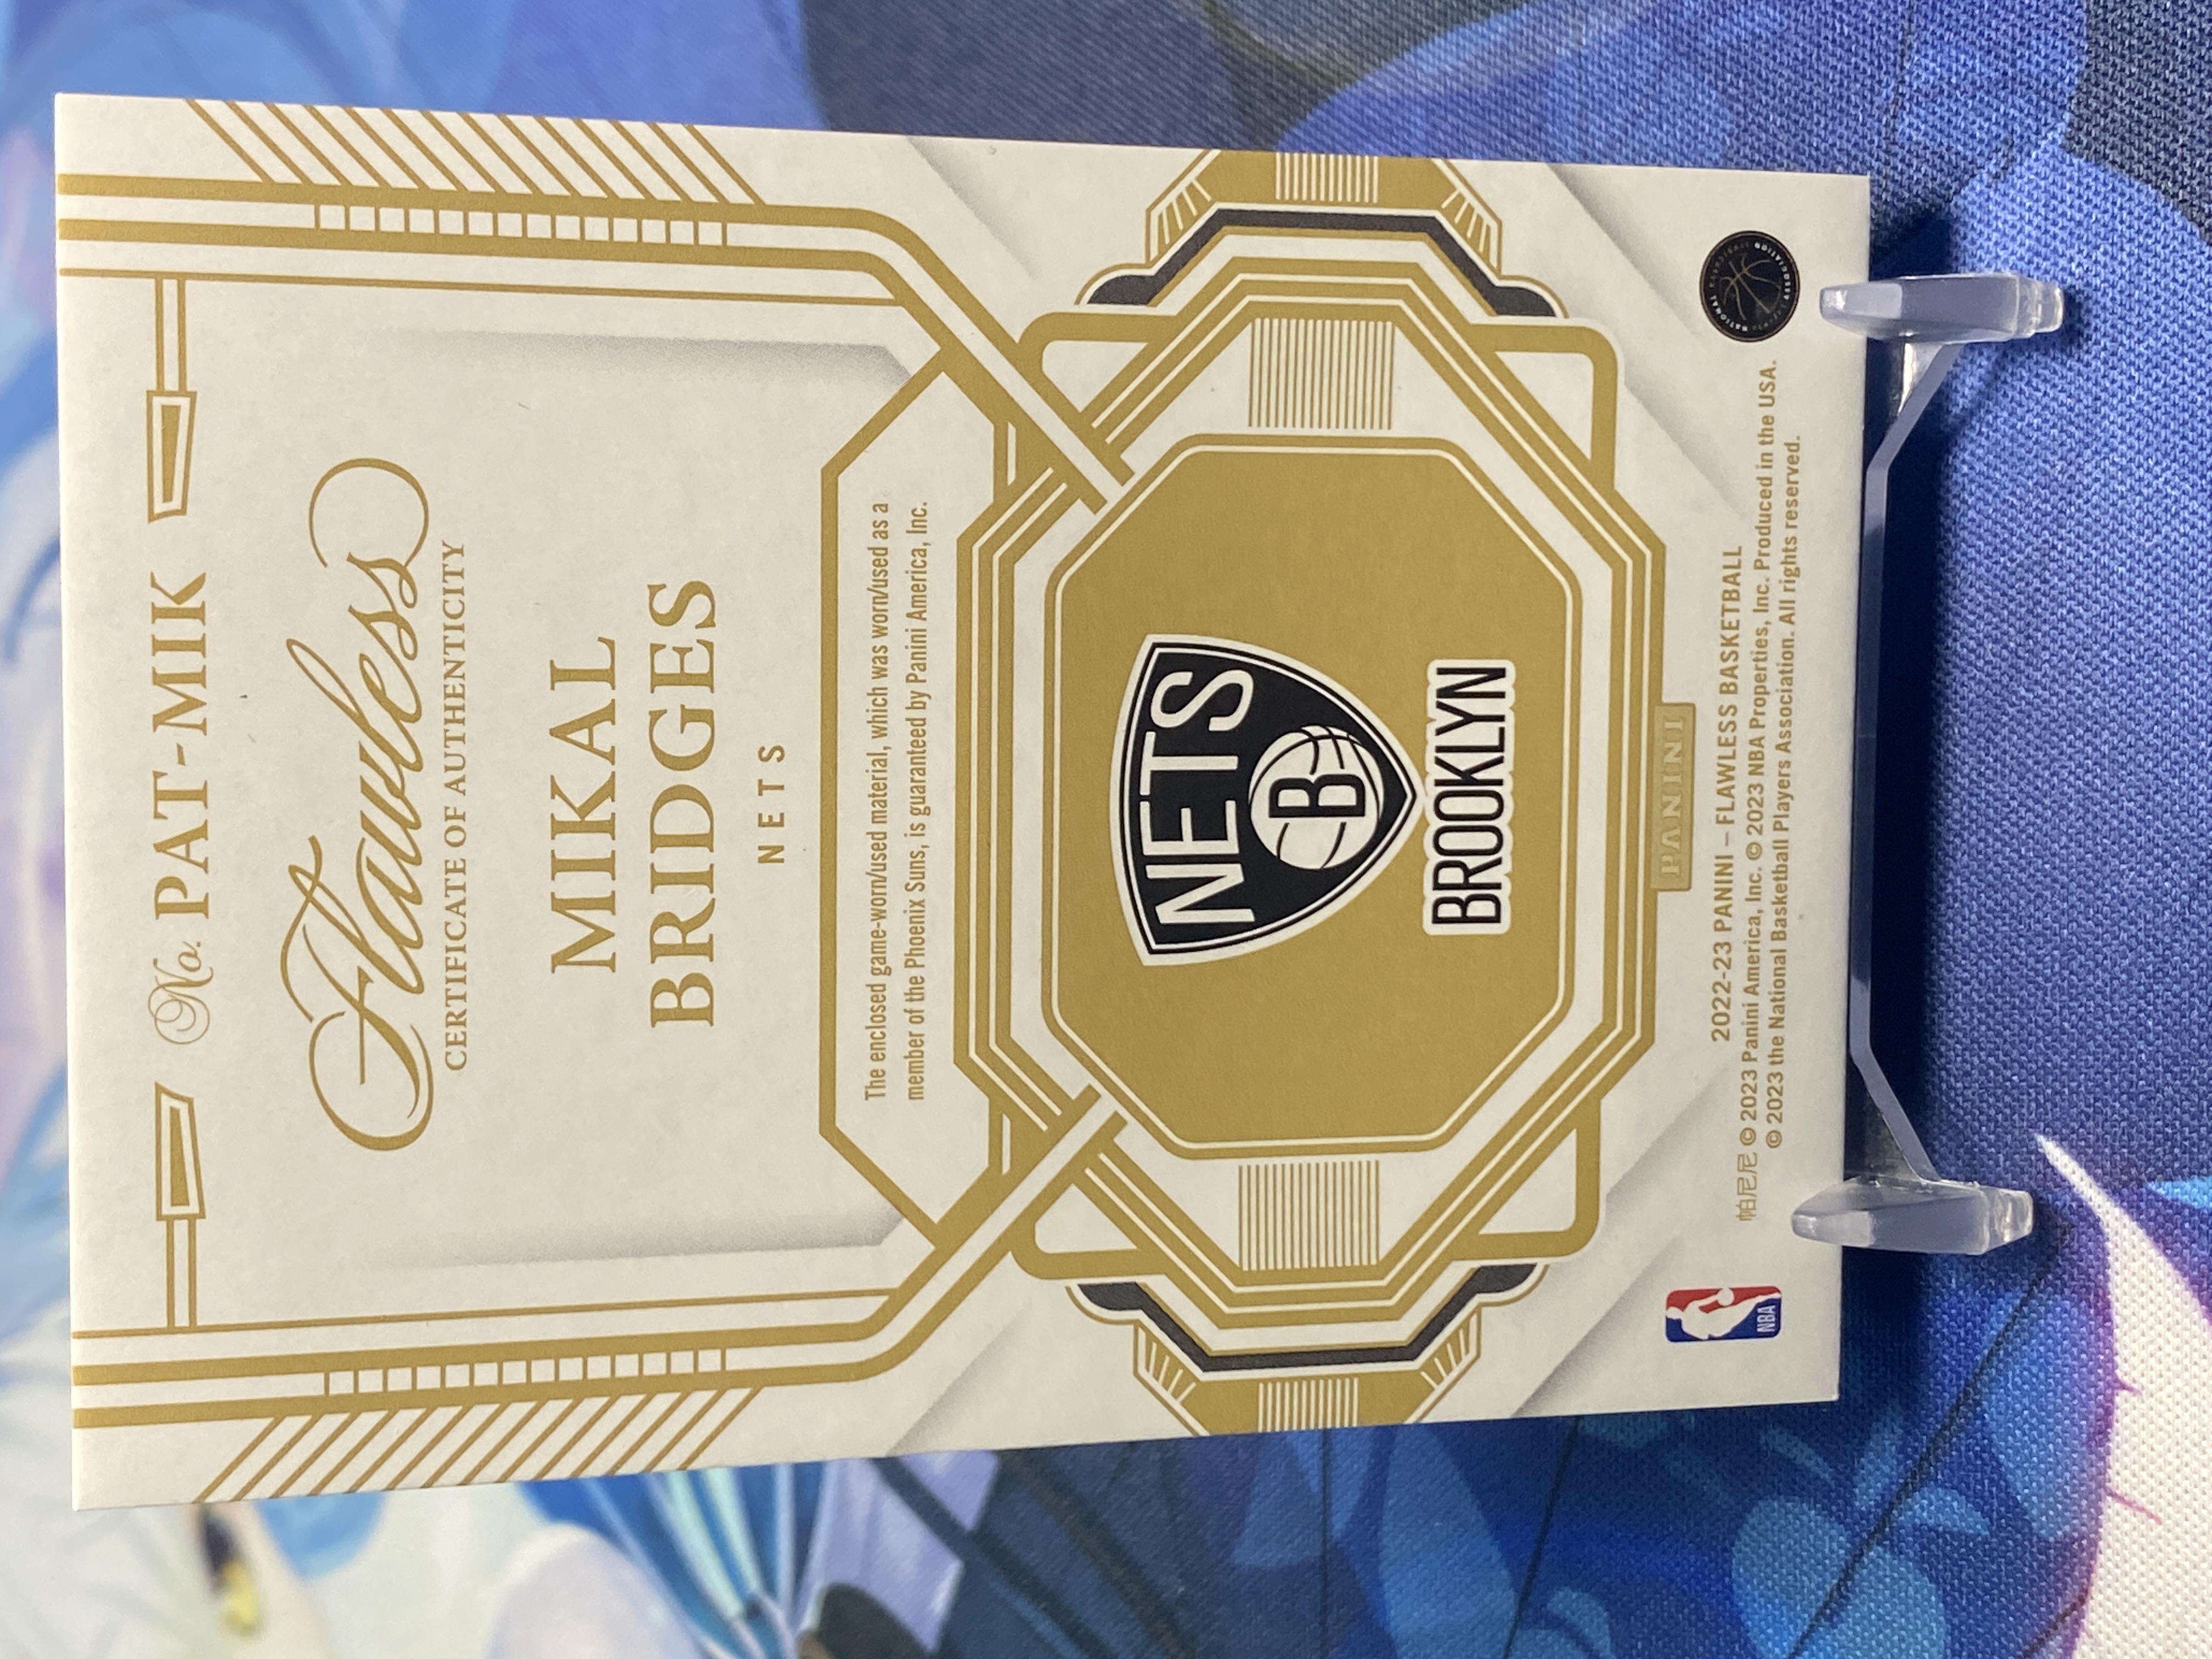 No. PAT-MIK
Flawless
CERTIFICATE OF AUTHENTICITY
MIKAL
BRIDGES
NETS
The enclosed game-worn/used material, which was worn/used as a
member of the Phoenix Suns, is guaranteed by Panini America, Inc.
NETS
B
BROOKLYN
PANINI
2022-23 PANINI – FLAWLESS BASKETBALL
帕尼尼 © 2023 Panini America, Inc. © 2023 NBA Properties, Inc. Produced in the USA.
© 2023 the National Basketball Players Association. All rights reserved.
NBA